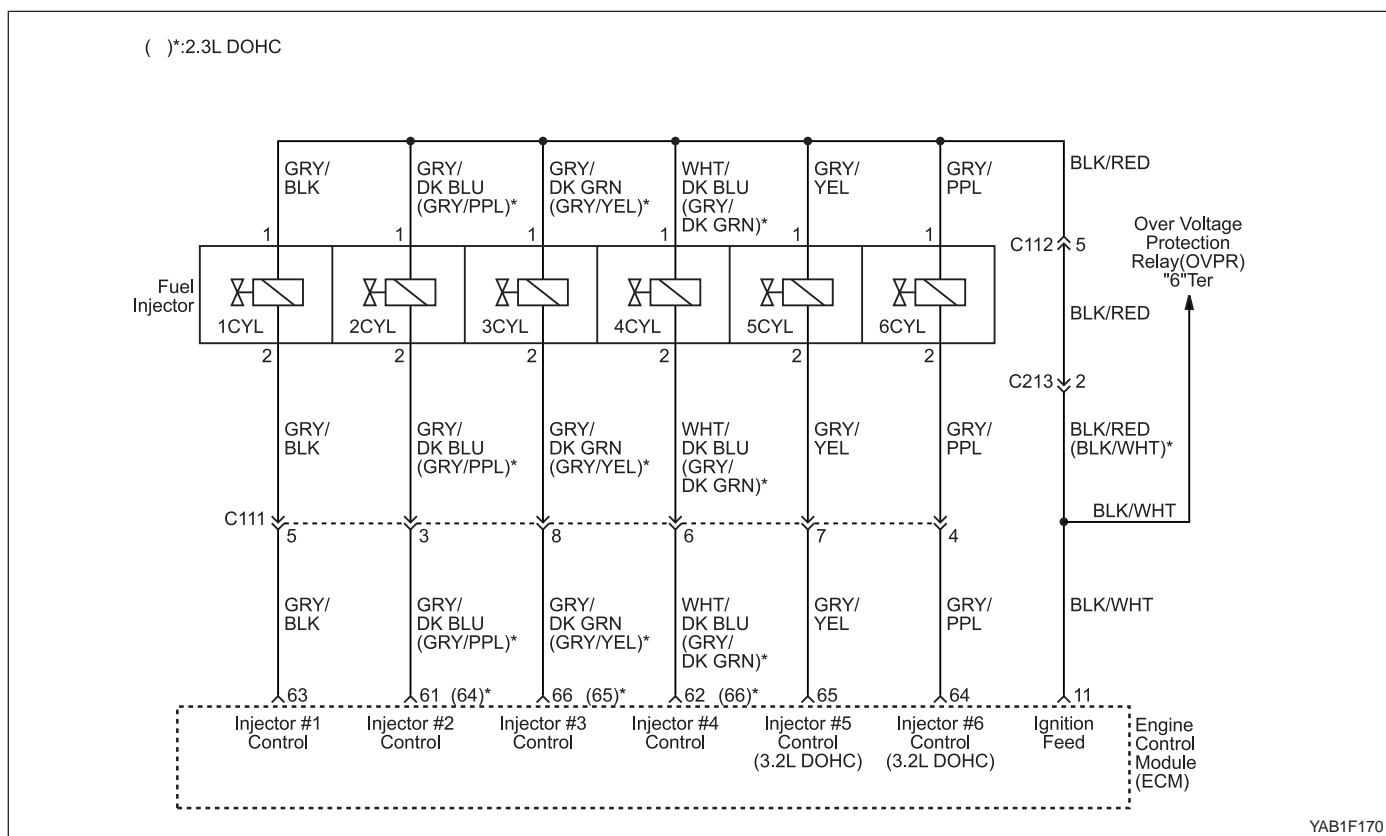 ( )*:2.3L DOHC
GRY/
BLK
GRY/
DK BLU
(GRY/PPL)*
GRY/
DK GRN
(GRY/YEL)*
WHT/
DK BLU
(GRY/
DK GRN)*
GRY/
YEL
GRY/
PPL
BLK/RED
1 1 1 1 1 1
C112 5
Over Voltage
Protection
Relay(OVPR)
"6"Ter
Fuel
Injector
1CYL 2CYL 3CYL 4CYL 5CYL 6CYL
BLK/RED
2 2 2 2 2 2
C213 2
GRY/
BLK
GRY/
DK BLU
(GRY/PPL)*
GRY/
DK GRN
(GRY/YEL)*
WHT/
DK BLU
(GRY/
DK GRN)*
GRY/
YEL
GRY/
PPL
BLK/RED
(BLK/WHT)*
BLK/WHT
C111
5 3 8 6 7 4
GRY/
BLK
GRY/
DK BLU
(GRY/PPL)*
GRY/
DK GRN
(GRY/YEL)*
WHT/
DK BLU
(GRY/
DK GRN)*
GRY/
YEL
GRY/
PPL
BLK/WHT
63 61 (64)* 66 (65)* 62 (66)* 65 64 11
Injector #1
Control
Injector #2
Control
Injector #3
Control
Injector #4
Control
Injector #5
Control
(3.2L DOHC)
Injector #6
Control
(3.2L DOHC)
Ignition
Feed
Engine
Control
Module
(ECM)
YAB1F170